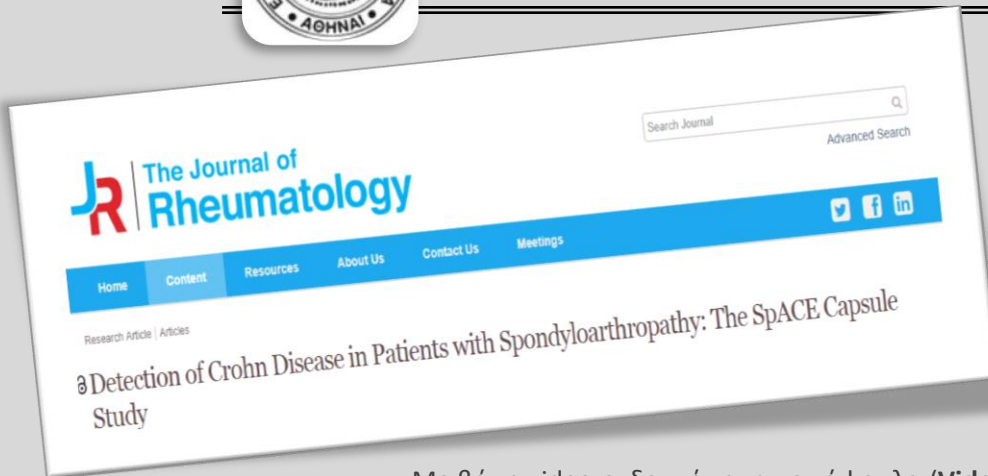 • ΑΘΗΝΑΙ •
JR The Journal of
Rheumatology
Search Journal
Advanced Search
Home Content Resources About Us Contact Us Meetings
Research Article | Articles
Detection of Crohn Disease in Patients with Spondyloarthropathy: The SpACE Capsule
Study